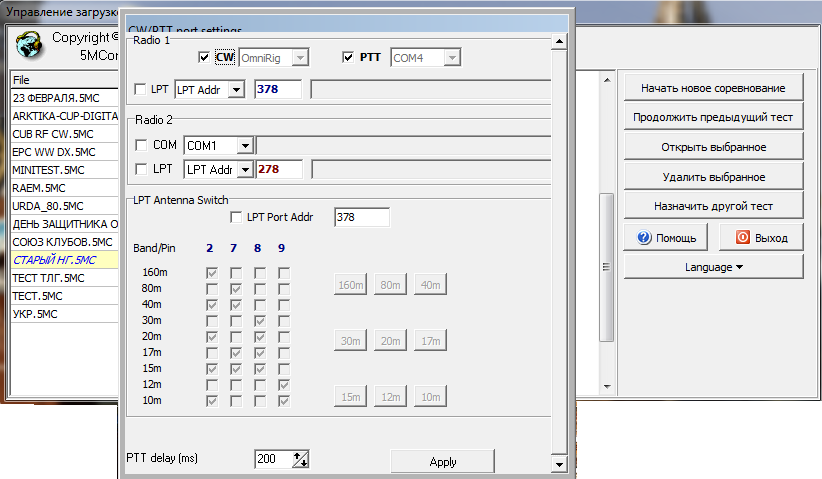 Управление загрузко
Copyright©
5MCon
File
23 ФЕВРАЛЯ.5MC
ARKTIKA-CUP-DIGITA
CUB RF CW.5MC
EPC WW DX.5MC
MINITEST.5MC
RAEM.5MC
URDA_80.5MC
ДЕНЬ ЗАЩИТНИКА О
СОЮЗ КЛУБОВ.5MC
СТАРЫЙ НГ.5MC
ТЕСТ ТЛГ.5MC
ТЕСТ.5MC
УКР.5MC
CW/PTT port settings
Radio 1
CW OmniRig PTT COM4
LPT LPT Addr 378
Radio 2
COM COM1
LPT LPT Addr 278
LPT Antenna Switch
LPT Port Addr 378
Band/Pin 2 7 8 9
160m
80m
40m
30m
20m
17m
15m
12m
10m
160m 80m 40m
30m 20m 17m
15m 12m 10m
PTT delay (ms) 200 Apply
Начать новое соревнование
Продолжить предыдущий тест
Открыть выбранное
Удалить выбранное
Назначить другой тест
Помощь Выход
Language